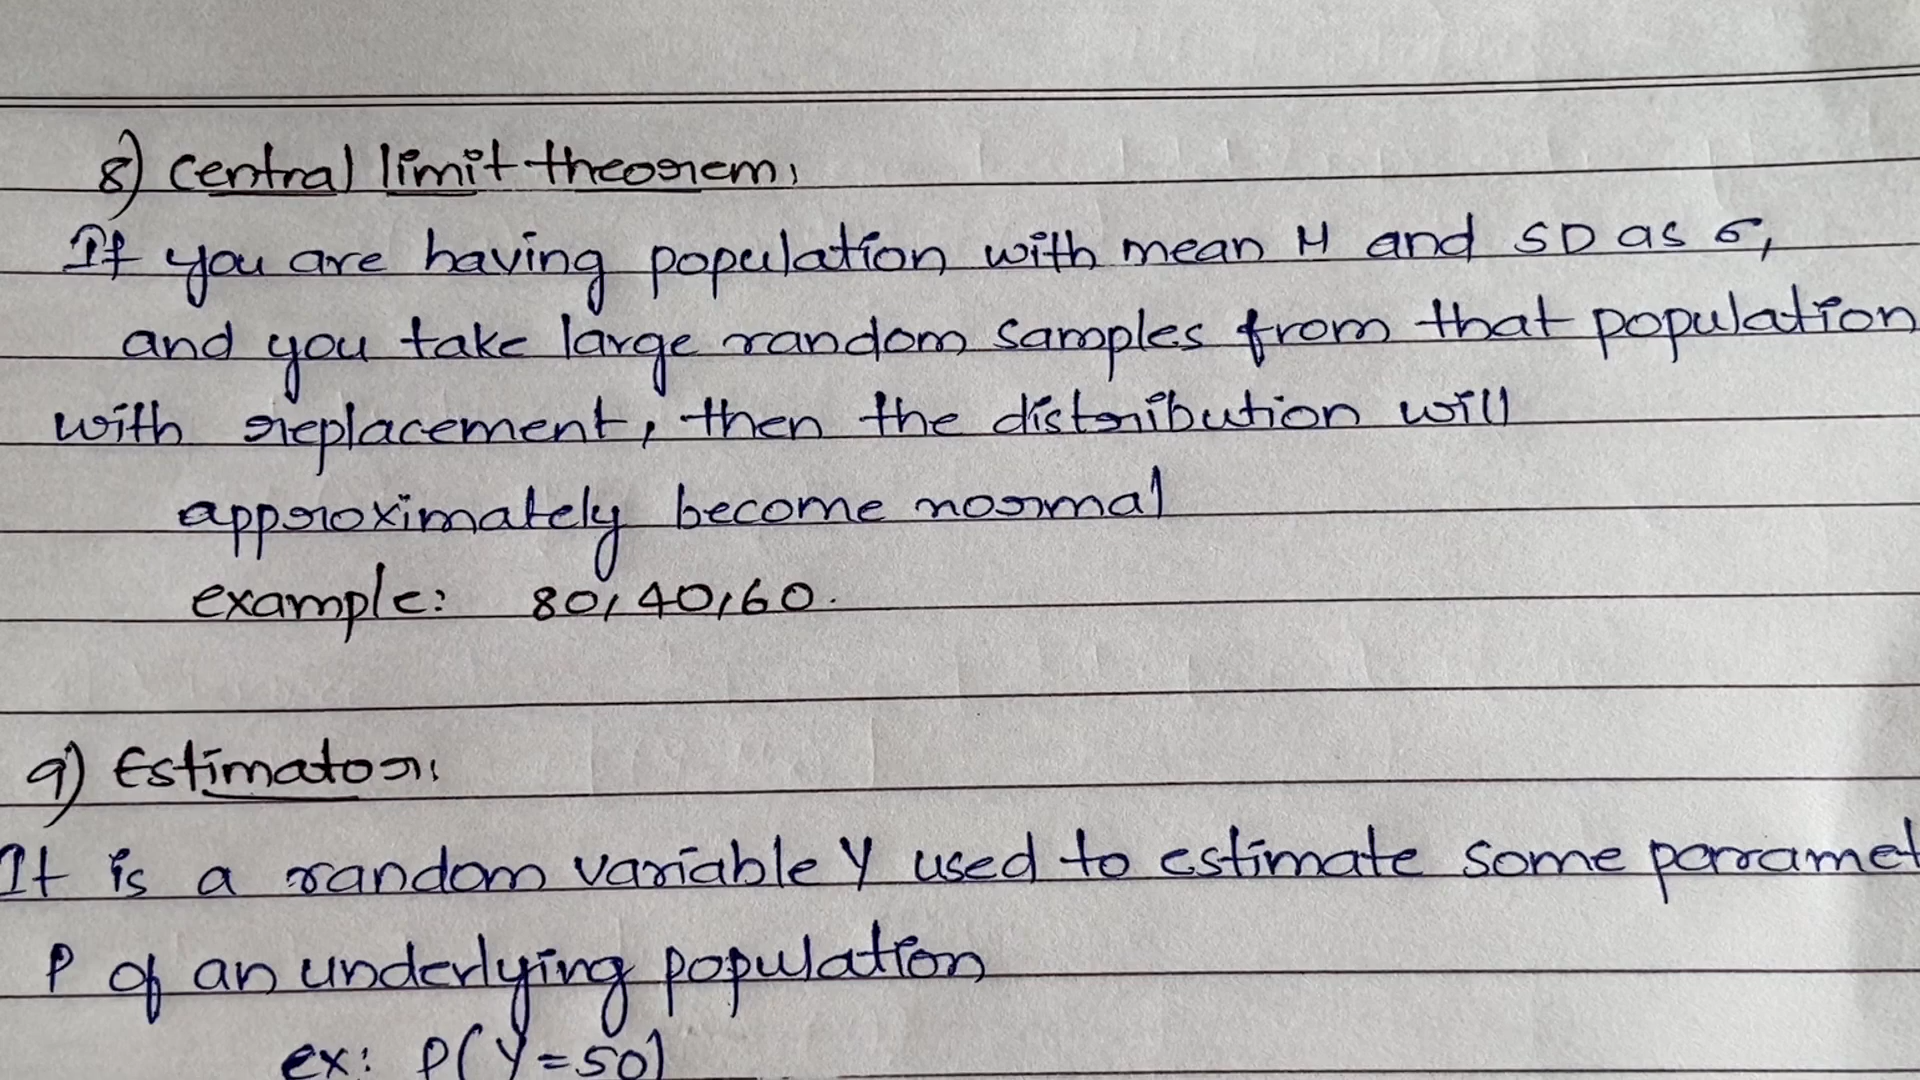 8) Central limit theorem:
If you are having population with mean μ and SD as σ,
and you take large random samples from that population
with replacement, then the distribution will
approximately become normal
example: 80, 40, 60.
9) Estimator:
It is a random variable Y used to estimate some paramet
P of an underlying population
ex: P(Y=50)